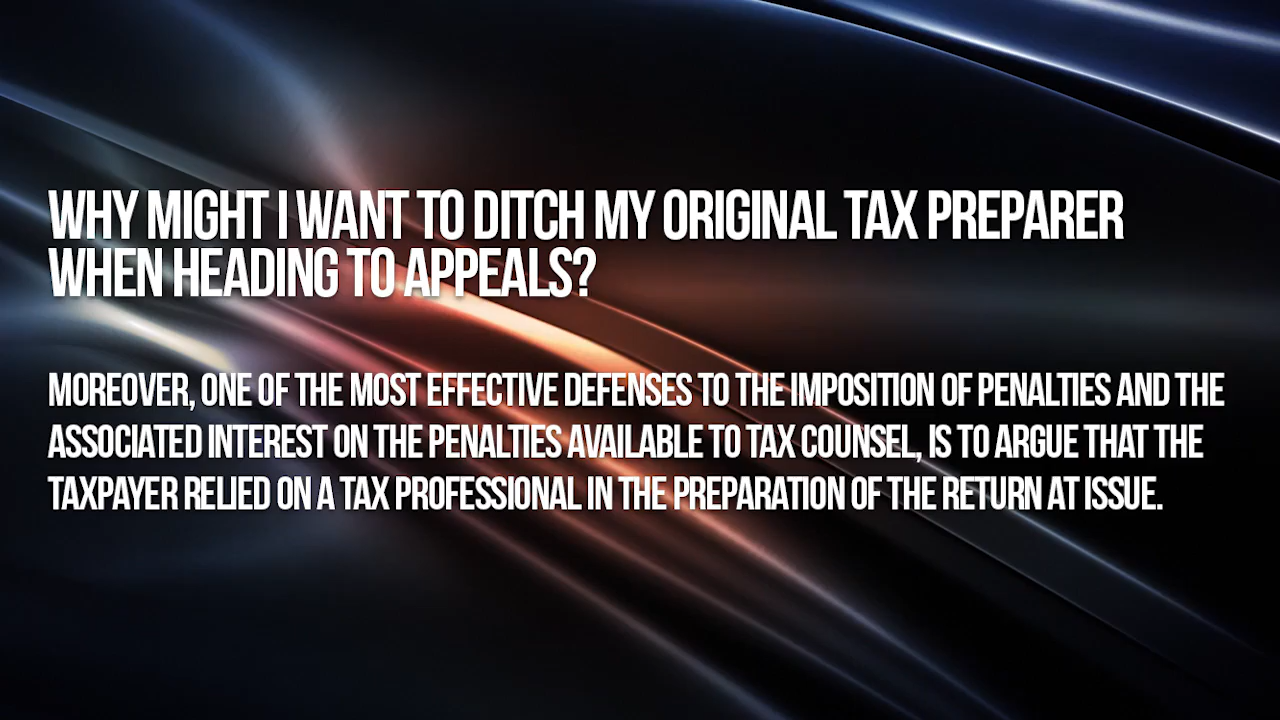 WHY MIGHT I WANT TO DITCH MY ORIGINAL TAX PREPARER
WHEN HEADING TO APPEALS?
MOREOVER, ONE OF THE MOST EFFECTIVE DEFENSES TO THE IMPOSITION OF PENALTIES AND THE
ASSOCIATED INTEREST ON THE PENALTIES AVAILABLE TO TAX COUNSEL, IS TO ARGUE THAT THE
TAXPAYER RELIED ON A TAX PROFESSIONAL IN THE PREPARATION OF THE RETURN AT ISSUE.